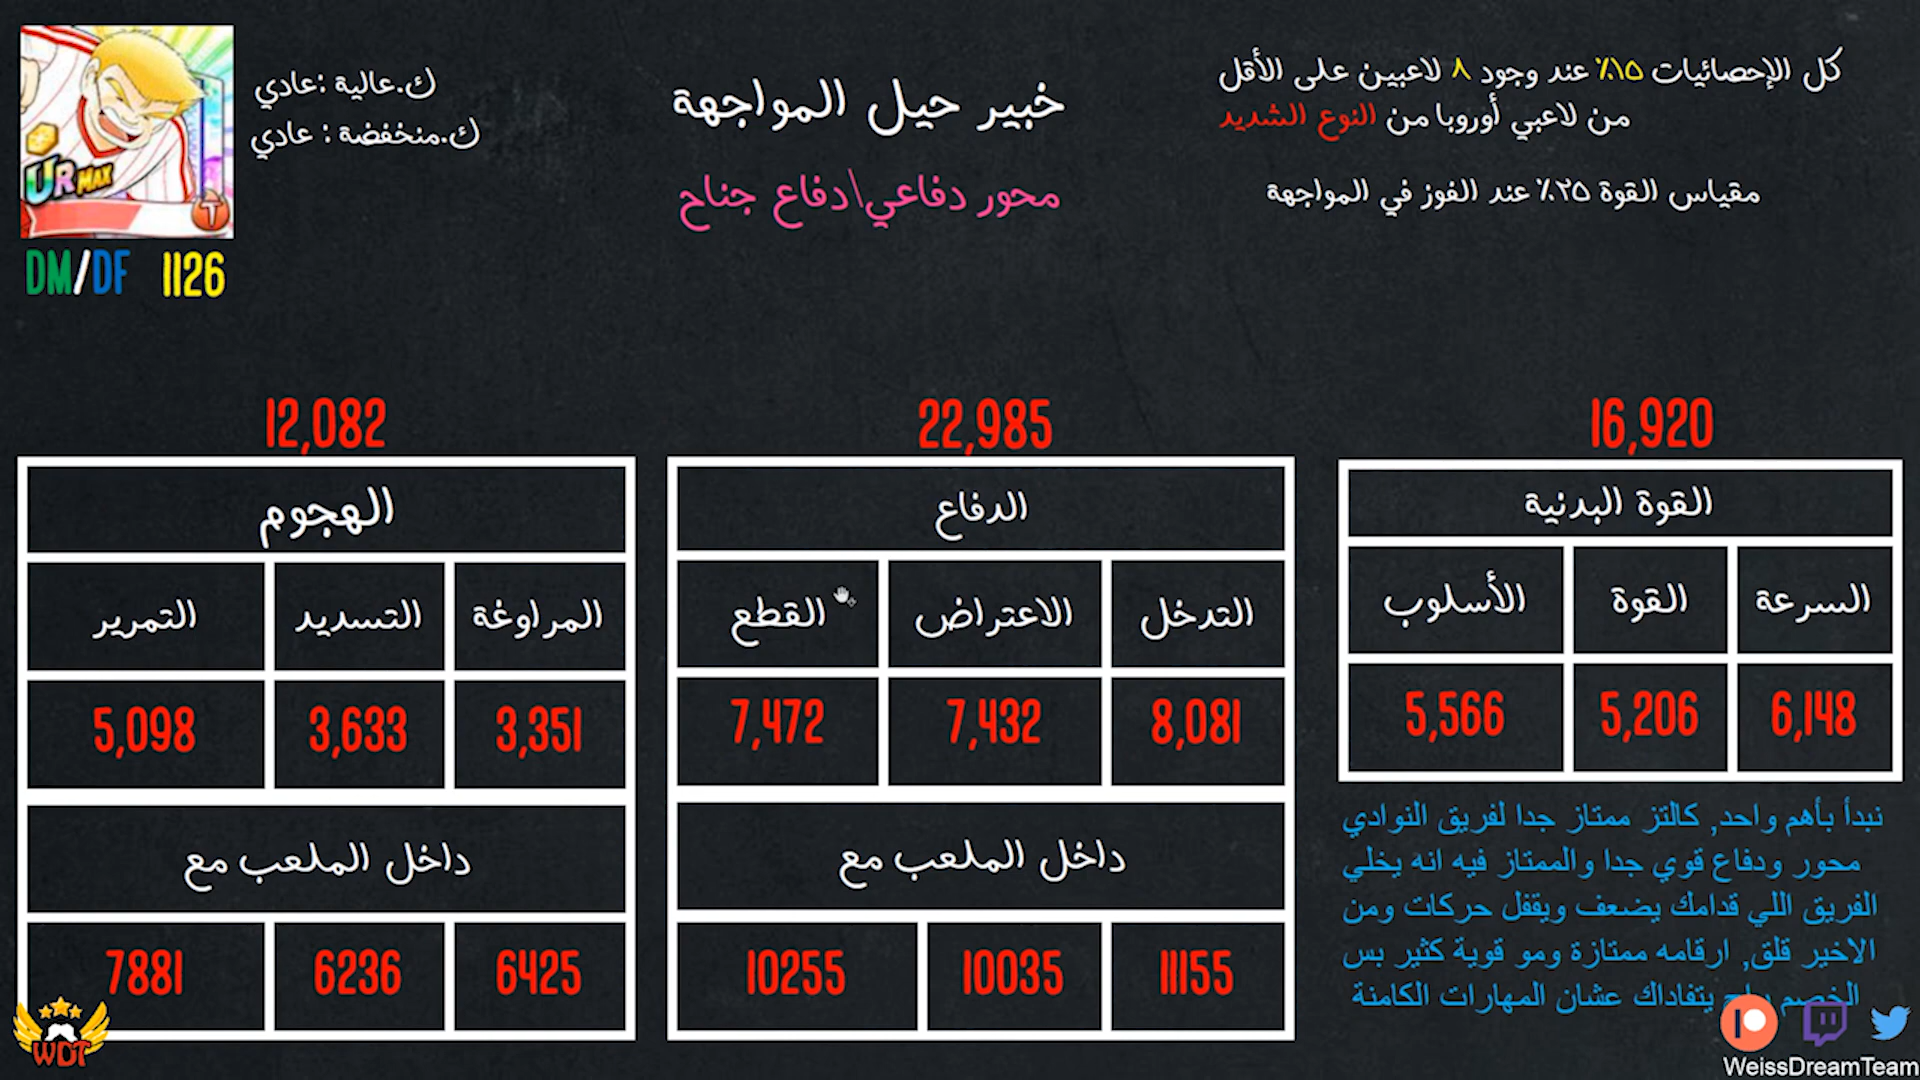 كل الإحصائيات ١٥٪ عند وجود ٨ لاعبين على الأقل
من لاعبي أوروبا من النوع الشديد
مقياس القوة ٢٥٪ عند الفوز في المواجهة
خبير حيل المواجهة
محور دفاعي\دفاع جناح
ك.عالية :عادي
ك.منخفضة : عادي
UR MAX
T
DM/DF 1126
16,920
القوة البدنية
السرعة القوة الأسلوب
6,148 5,206 5,566
22,985
الدفاع
التدخل الاعتراض القطع
8,081 7,432 7,472
داخل الملعب مع
11155 10035 10255
12,082
الهجوم
المراوغة التسديد التمرير
3,351 3,633 5,098
داخل الملعب مع
6425 6236 7881
نبدأ بأهم واحد, كالتز ممتاز جدا لفريق النوادي
محور ودفاع قوي جدا والممتاز فيه انه يخلي
الفريق اللي قدامك يضعف ويقفل حركات ومن
الاخير قلق, ارقامه ممتازة ومو قوية كثير بس
الخصم يتفاداك عشان المهارات الكامنة
WDT
WeissDreamTeam